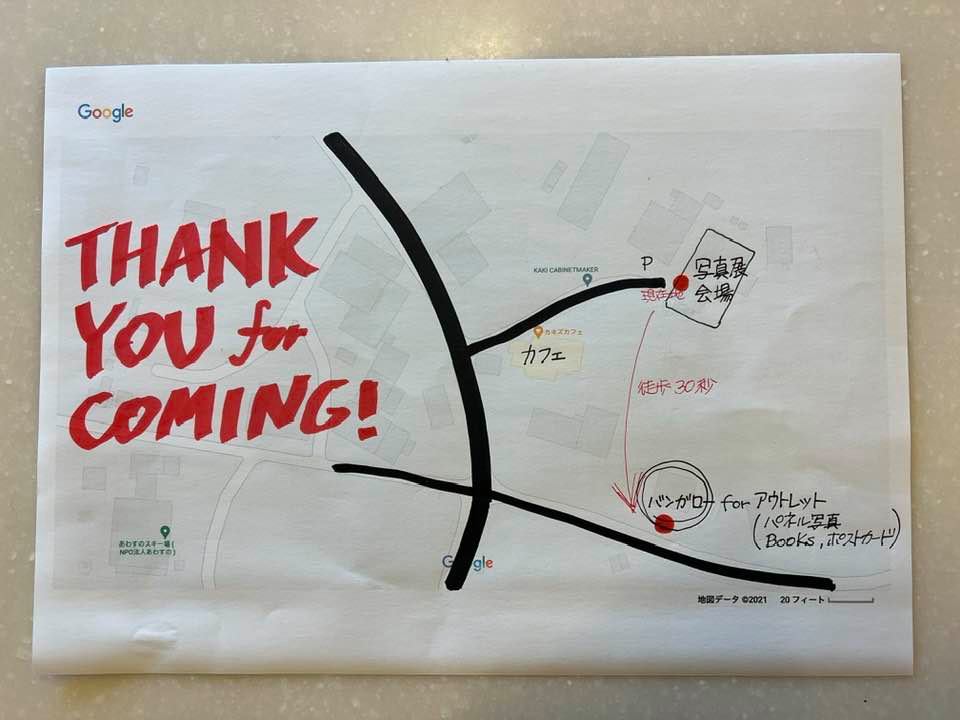 Google
THANK
YOU for
COMING!
KAKI CABINETMAKER
P
現在地
写真展
会場
カキズカフェ
カフェ
徒歩30秒
バンガロー for アウトレット
(パネル写真
BOOKs, ポストカード)
あわすのスキー場(
NPO法人あわすの)
Google
地図データ ©2021 20 フィート